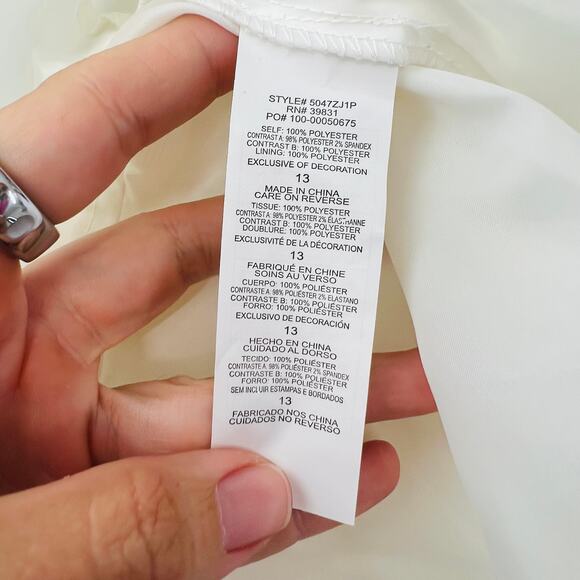 STYLE# 5047ZJ1P
RN# 39831
PO# 100-00050675
SELF: 100% POLYESTER
CONTRAST A: 98% POLYESTER 2% SPANDEX
CONTRAST B: 100% POLYESTER
LINING: 100% POLYESTER
EXCLUSIVE OF DECORATION
13
MADE IN CHINA
CARE ON REVERSE
TISSUE: 100% POLYESTER
CONTRAST A: 98% POLYESTER 2% ÉLASTHANNE
CONTRAST B: 100% POLYESTER
DOUBLURE: 100% POLYESTER
EXCLUSIVITÉ DE LA DÉCORATION
13
FABRIQUÉ EN CHINE
SOINS AU VERSO
CUERPO: 100% POLIÉSTER
CONTRASTE A: 98% POLIÉSTER 2% ELASTANO
CONTRASTE B: 100% POLIÉSTER
FORRO: 100% POLIÉSTER
EXCLUSIVO DE DECORACIÓN
13
HECHO EN CHINA
CUIDADO AL DORSO
TECIDO: 100% POLIÉSTER
CONTRASTE A: 98% POLIÉSTER 2% SPANDEX
CONTRASTE B: 100% POLIÉSTER
FORRO: 100% POLIÉSTER
SEM INCLUIR ESTAMPAS E BORDADOS
13
FABRICADO NOS CHINA
CUIDADOS NO REVERSO